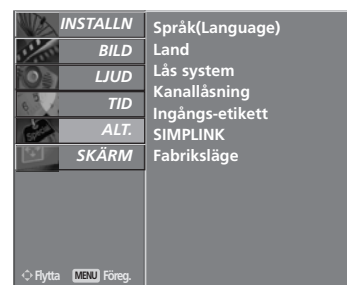 INSTALLN
BILD
LJUD
TID
ALT.
SKÄRM
Språk(Language)
Land
Lås system
Kanallåsning
Ingångs-etikett
SIMPLINK
Fabriksläge
Flytta MENU Föreg.